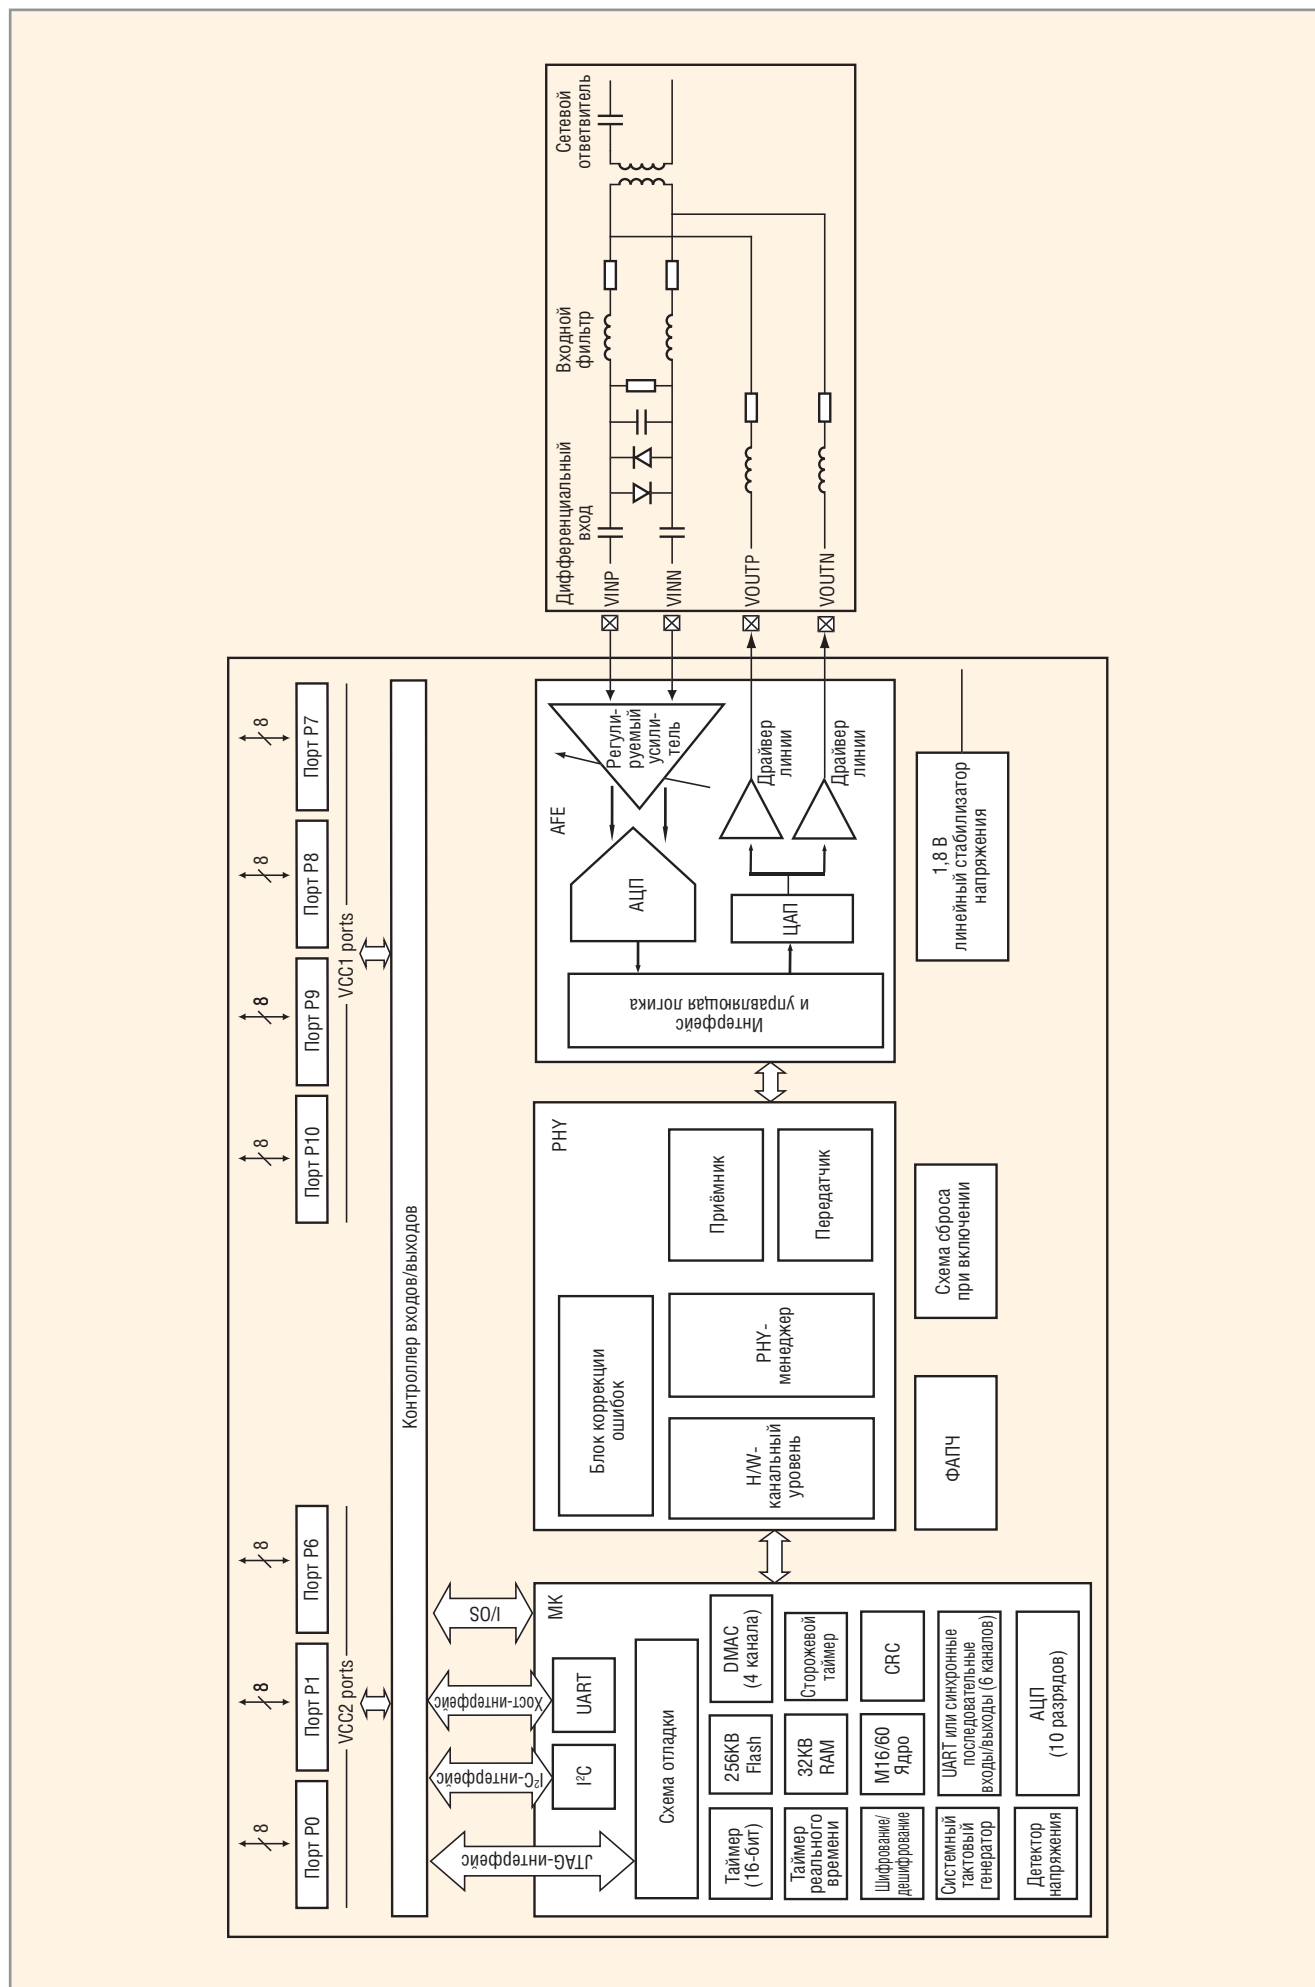 8
8
8
8
8
8
8
Порт P0
Порт P1
Порт P6
Порт P10
Порт P9
Порт P8
Порт P7
VCC2 ports
VCC1 ports
Контроллер входов/выходов
JTAG-интерфейс
I²C-интерфейс
Хост-интерфейс
I/OS
МК
I²C
UART
Схема отладки
Таймер
(16-бит)
256KB
Flash
DMAC
(4 канала)
Таймер
реального
времени
32KB
RAM
Сторожевой
таймер
Шифрование/
дешифрование
M16/60
Ядро
CRC
Системный
тактовый
генератор
UART или синхронные
последовательные
входы/выходы (6 каналов)
Детектор
напряжения
АЦП
(10 разрядов)
PHY
Блок коррекции
ошибок
H/W-
канальный
уровень
PHY-
менеджер
Приёмник
Передатчик
ФАПЧ
Схема сброса
при включении
AFE
Интерфейс
и управляющая логика
АЦП
Регули-
руемый
усили-
тель
ЦАП
Драйвер
линии
Драйвер
линии
1,8 В
линейный стабилизатор
напряжения
Дифференциальный
вход
Входной
фильтр
Сетевой
ответвитель
VINP
VINN
VOUTP
VOUTN